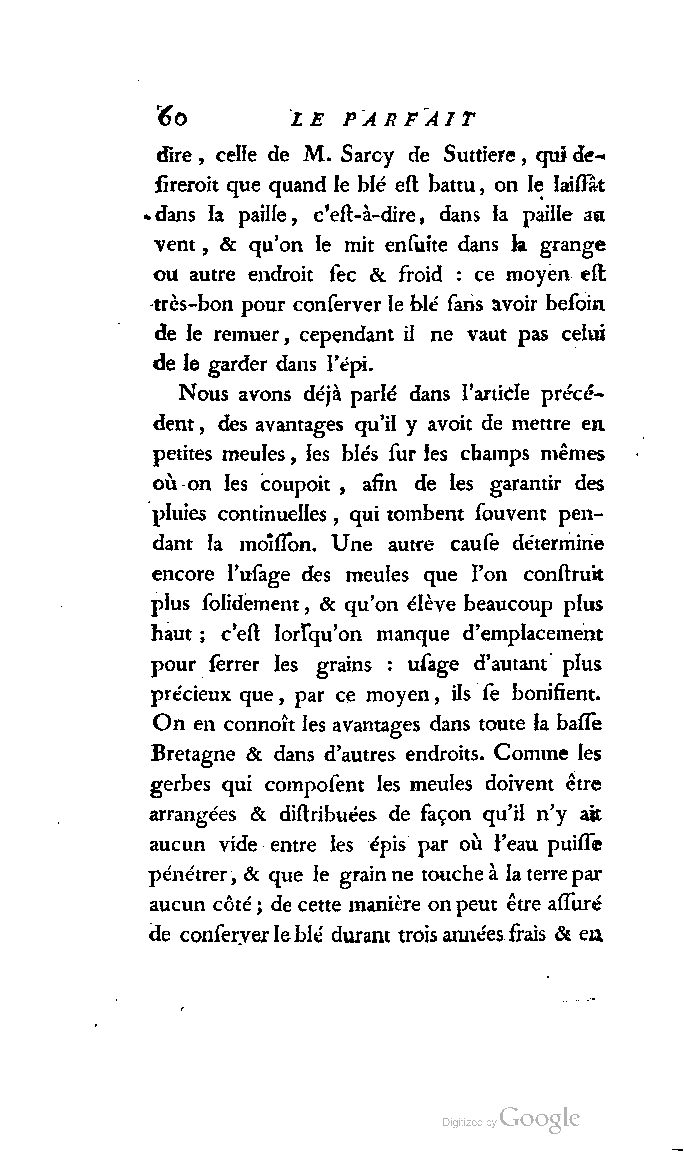 60 LE PARFAIT
dire, celle de M. Sarcy de Suttiere, qui de-
ſireroit que quand le blé eſt battu, on le laiſſât
dans la paille, c'eſt-à-dire, dans la paille au
vent, & qu'on le mit enſuite dans la grange
ou autre endroit ſec & froid : ce moyen eſt
très-bon pour conſerver le blé ſans avoir beſoin
de le remuer, cependant il ne vaut pas celui
de le garder dans l'épi.
Nous avons déjà parlé dans l'article précé-
dent, des avantages qu'il y avoit de mettre en
petites meules, les blés ſur les champs mêmes
où on les coupoit, afin de les garantir des
pluies continuelles, qui tombent ſouvent pen-
dant la moiſſon. Une autre cauſe détermine
encore l'uſage des meules que l'on conſtruit
plus ſolidement, & qu'on élève beaucoup plus
haut ; c'eſt lorſqu'on manque d'emplacement
pour ſerrer les grains : uſage d'autant plus
précieux que, par ce moyen, ils ſe bonifient.
On en connoît les avantages dans toute la baſſe
Bretagne & dans d'autres endroits. Comme les
gerbes qui compoſent les meules doivent être
arrangées & diſtribuées de façon qu'il n'y ait
aucun vide entre les épis par où l'eau puiſſe
pénétrer, & que le grain ne touche à la terre par
aucun côté ; de cette manière on peut être aſſuré
de conſerver le blé durant trois années frais & en
Digitized by Google